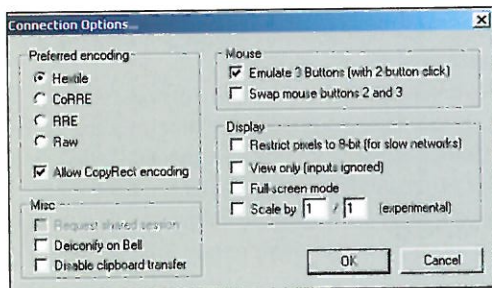 Connection Options...
Preferred encoding
Hextile
CoRRE
RRE
Raw
Allow CopyRect encoding
Misc
Request shared session
Deiconify on Bell
Disable clipboard transfer
Mouse
Emulate 3 Buttons (with 2-button click)
Swap mouse buttons 2 and 3
Display
Restrict pixels to 8-bit (for slow networks)
View only (inputs ignored)
Full-screen mode
Scale by 1 / 1 (experimental)
OK Cancel